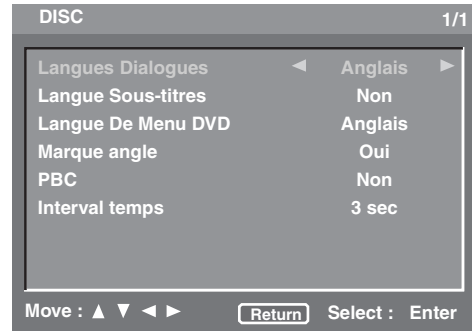 DISC 1/1
Langues Dialogues ◄ Anglais ►
Langue Sous-titres Non
Langue De Menu DVD Anglais
Marque angle Oui
PBC Non
Interval temps 3 sec
Move : ▲ ▼ ◄ ► Return Select : Enter